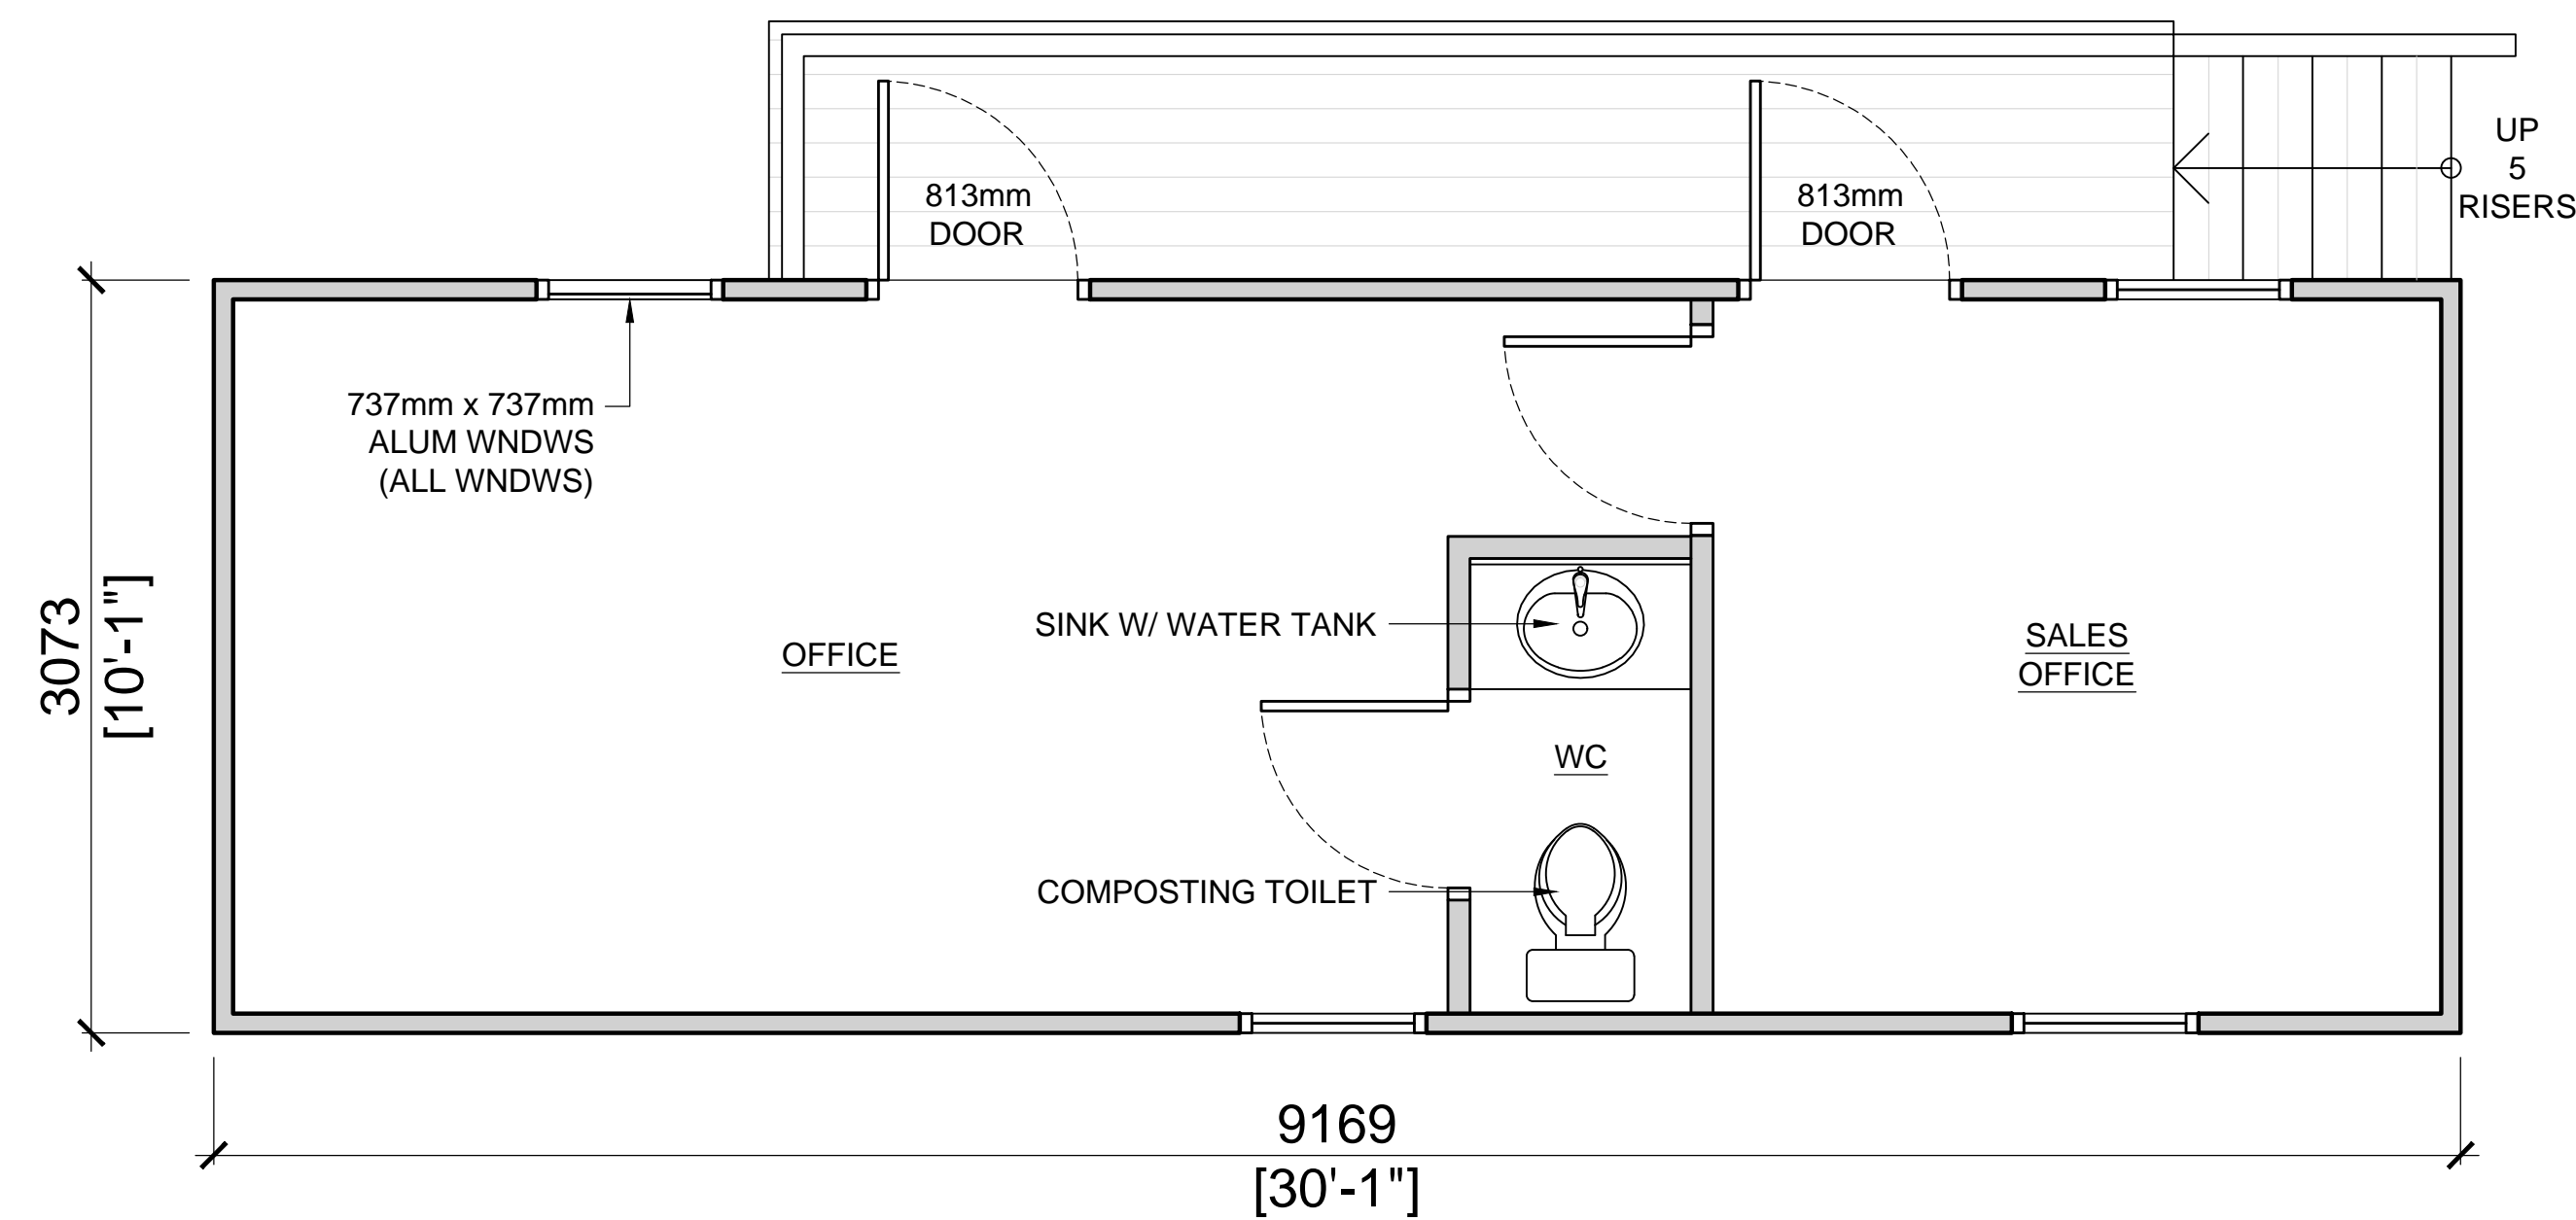 UP
5
RISERS
813mm
DOOR
813mm
DOOR
737mm x 737mm
ALUM WNDWS
(ALL WNDWS)
3073
[10'-1"]
SINK W/ WATER TANK
OFFICE
SALES
OFFICE
WC
COMPOSTING TOILET
9169
[30'-1"]